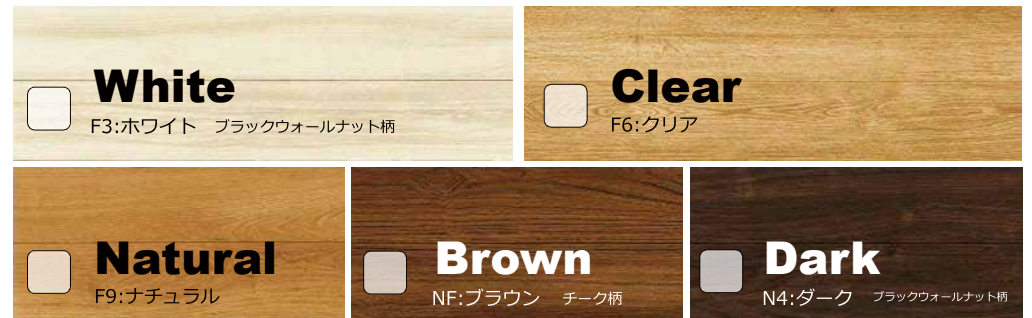 White
F3:ホワイト ブラックウォールナット柄
Clear
F6:クリア
Natural
F9:ナチュラル
Brown
NF:ブラウン チーク柄
Dark
N4:ダーク ブラックウォールナット柄